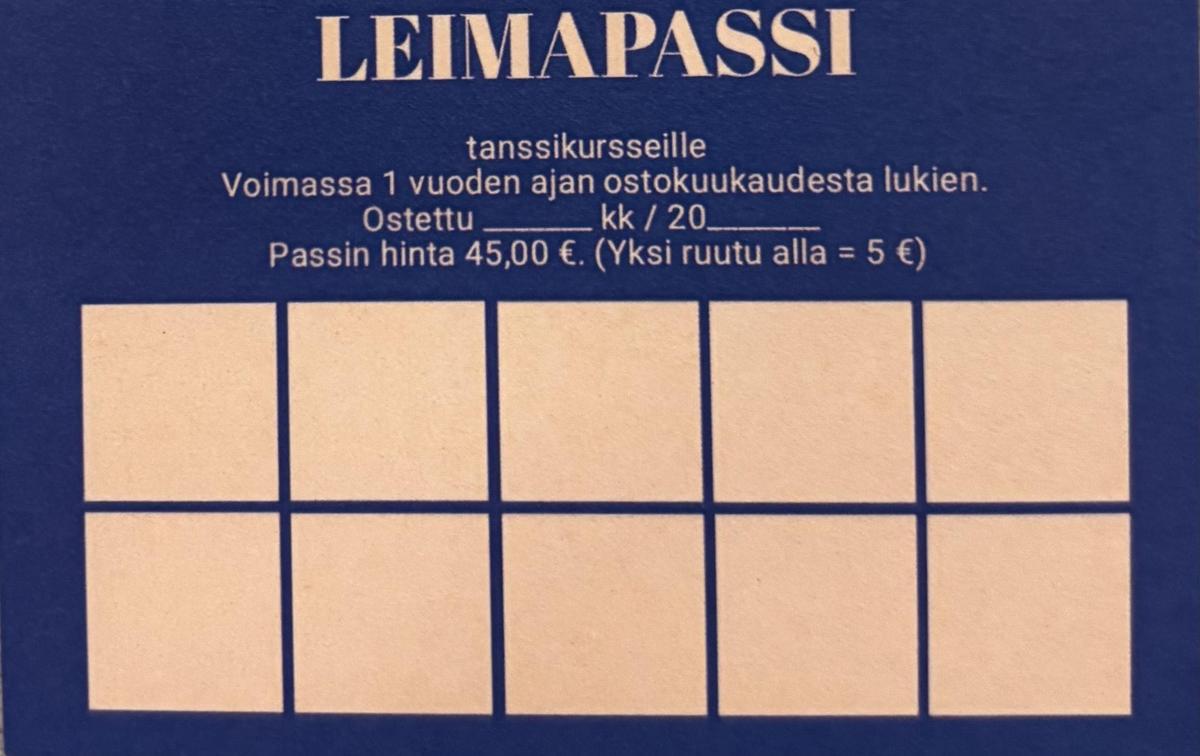 LEIMAPASSI
tanssikursseille
Voimassa 1 vuoden ajan ostokuukaudesta lukien.
Ostettu ______ kk / 20______
Passin hinta 45,00 €. (Yksi ruutu alla = 5 €)